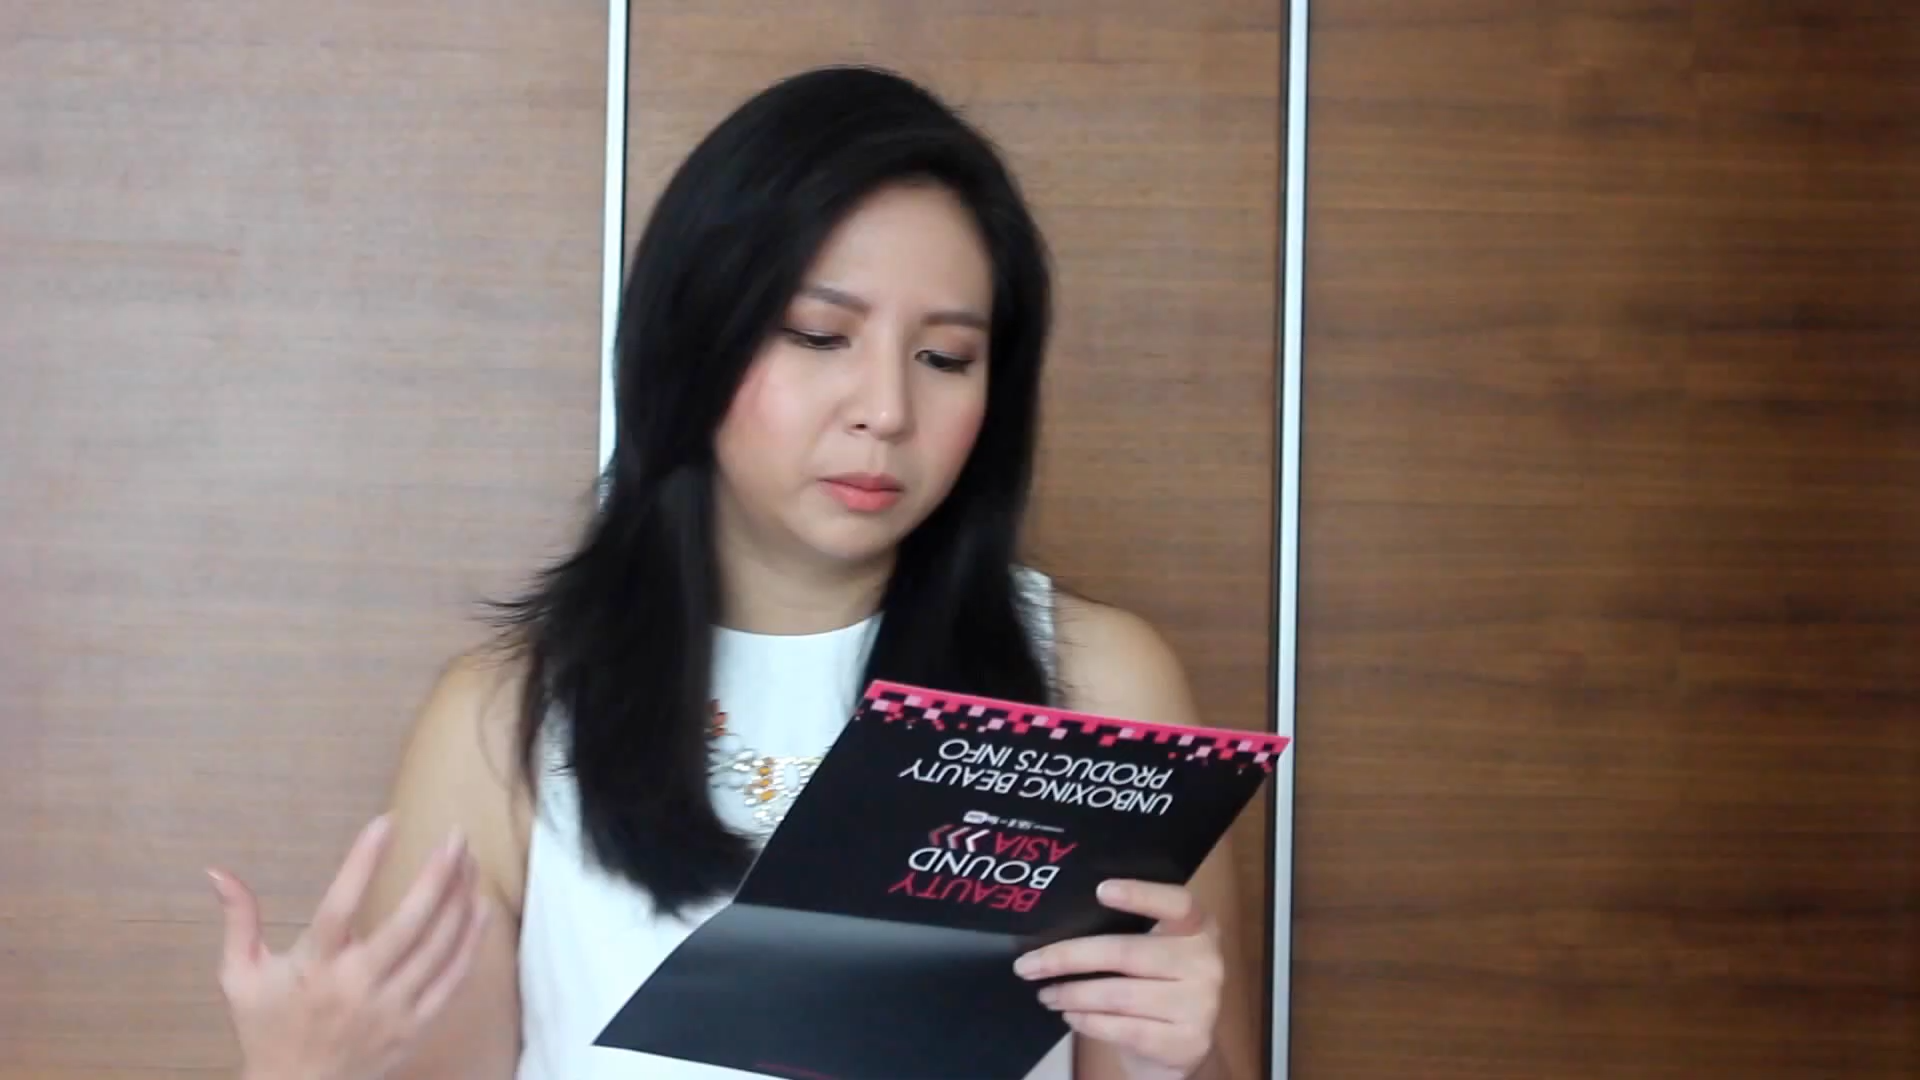 BEAUTY
BOUND
ASIA
UNBOXING BEAUTY
PRODUCTS INFO